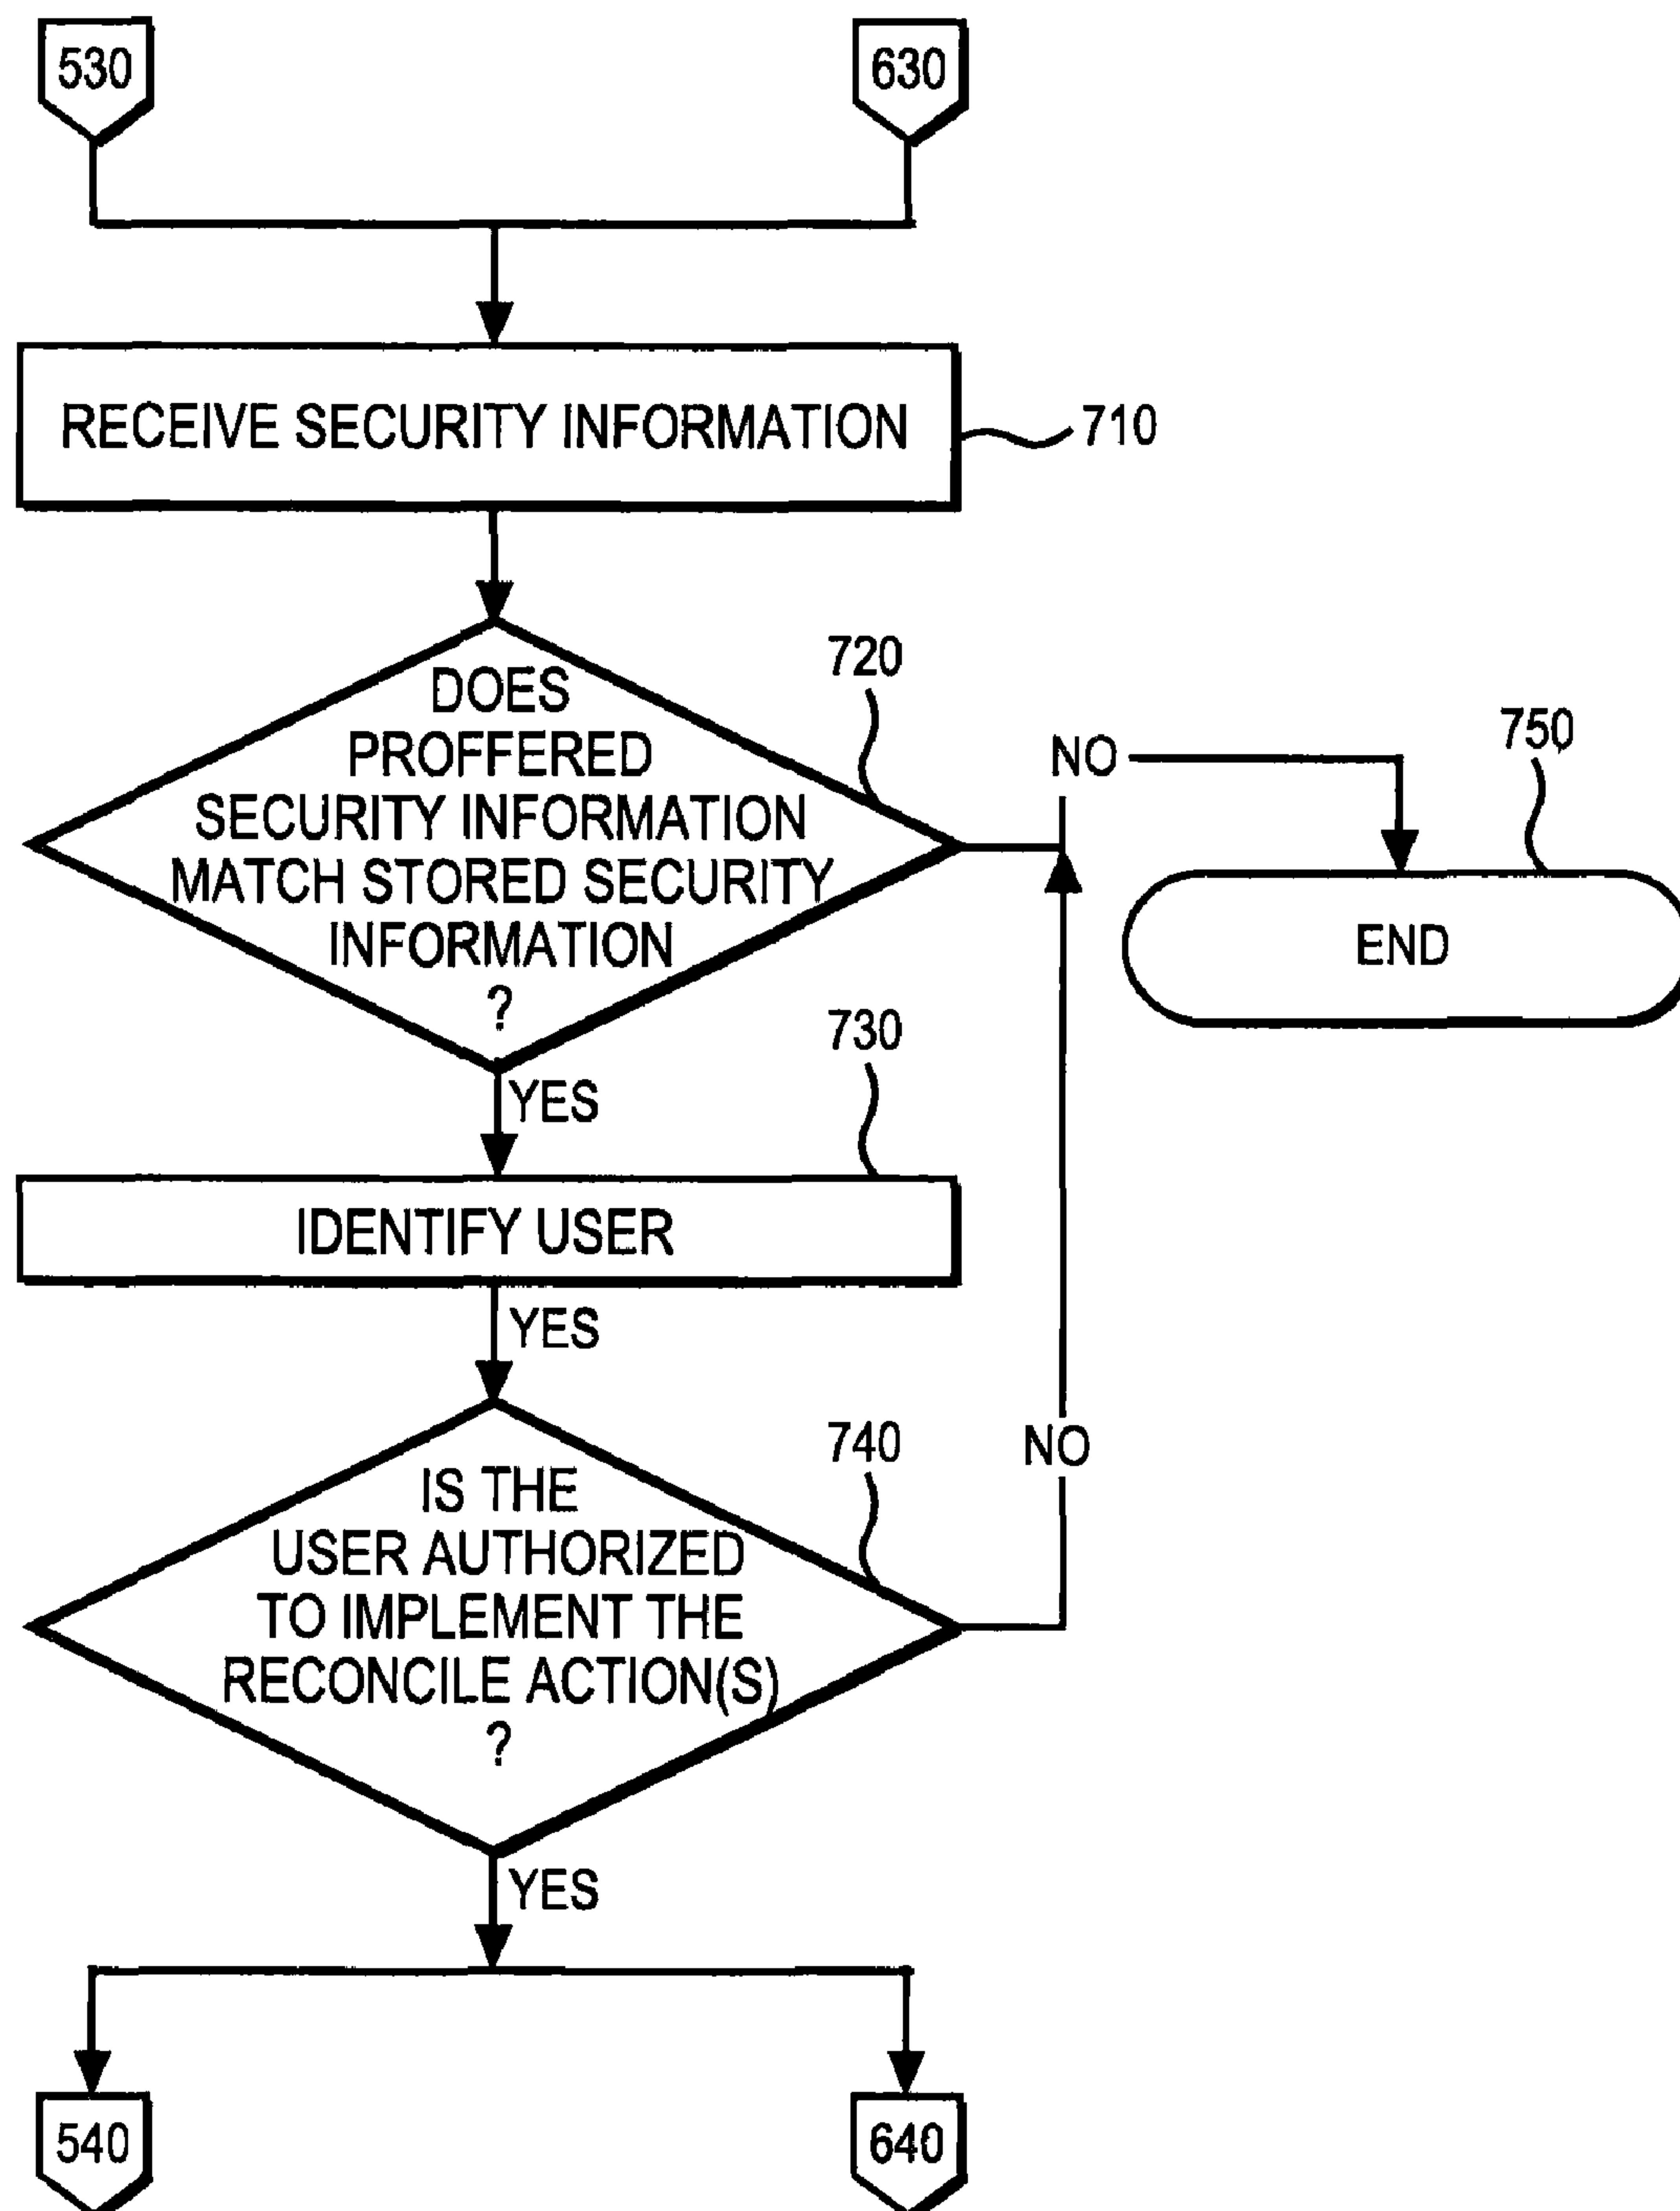 530
630
RECEIVE SECURITY INFORMATION
710
DOES
PROFFERED
SECURITY INFORMATION
MATCH STORED SECURITY
INFORMATION
?
720
NO
750
END
YES
730
IDENTIFY USER
YES
740
NO
IS THE
USER AUTHORIZED
TO IMPLEMENT THE
RECONCILE ACTION(S)
?
YES
540
640